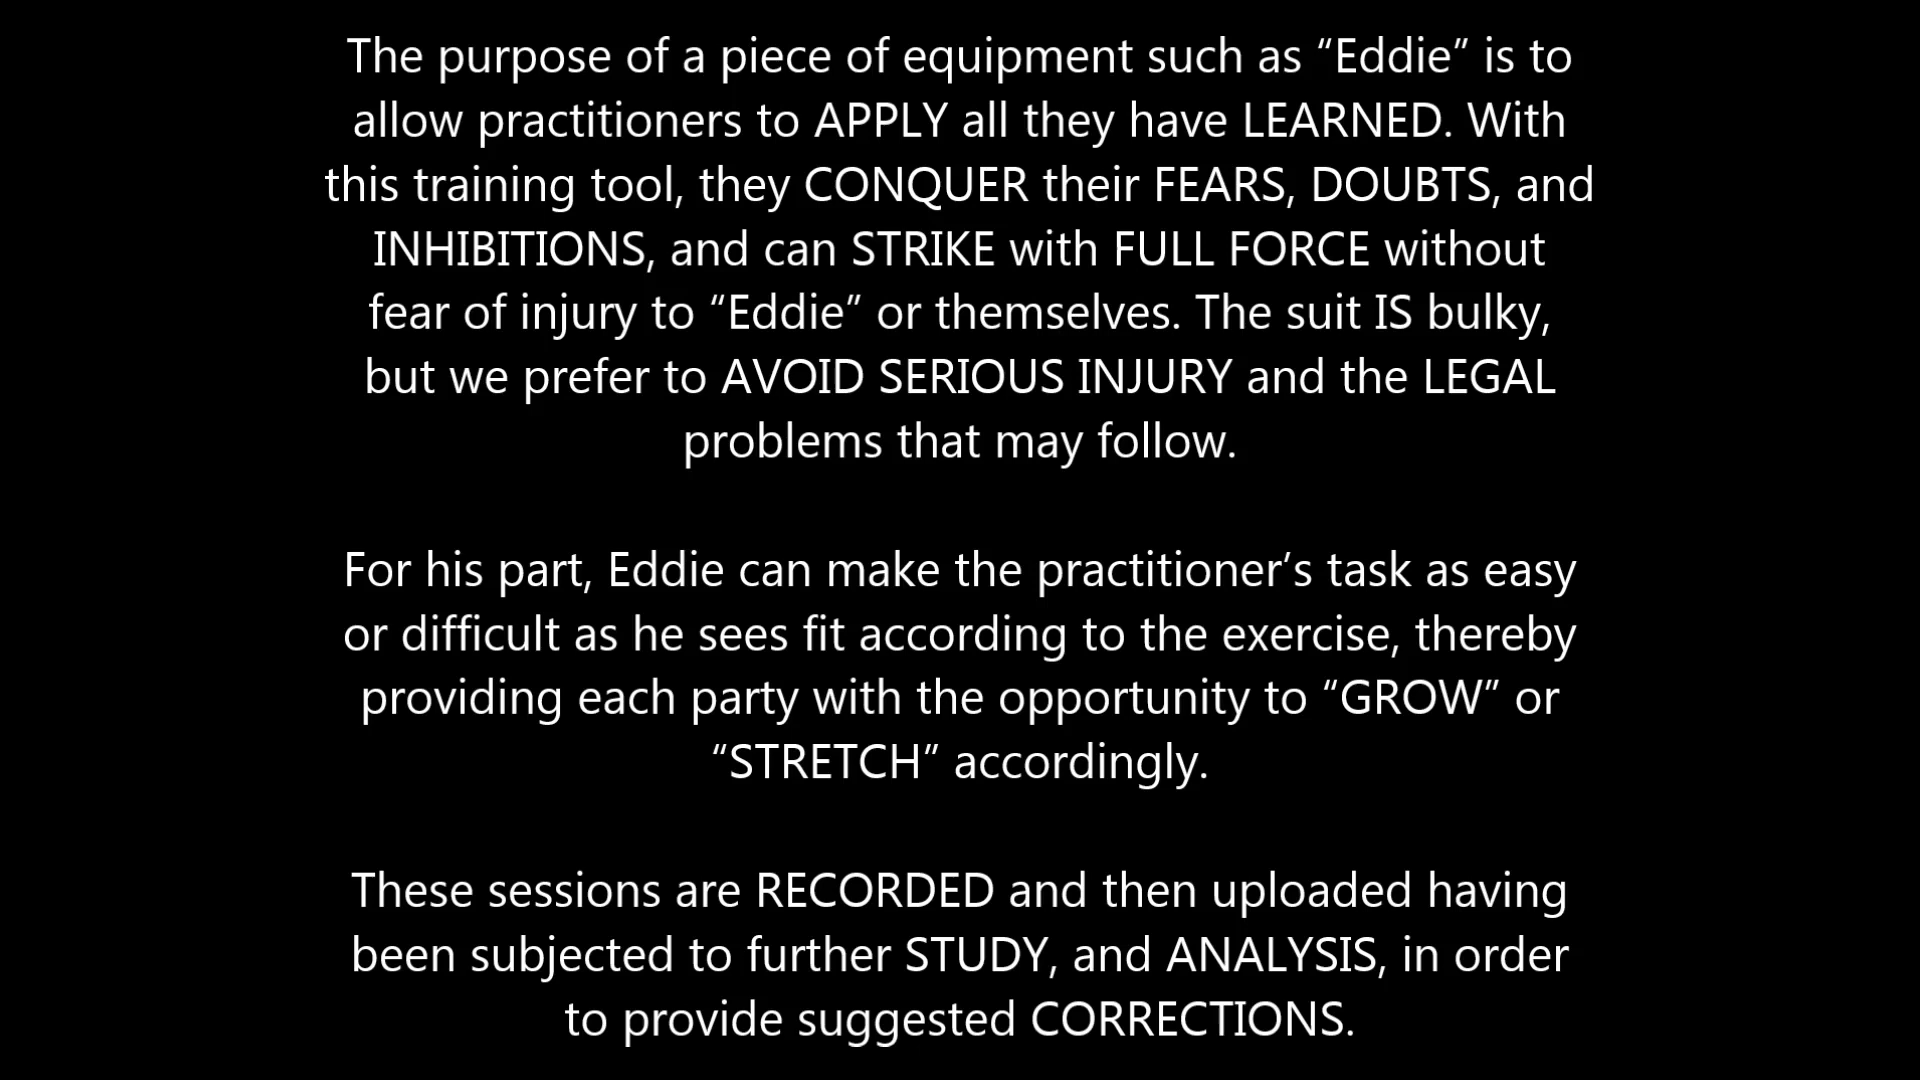 The purpose of a piece of equipment such as “Eddie” is to
allow practitioners to APPLY all they have LEARNED. With
this training tool, they CONQUER their FEARS, DOUBTS, and
INHIBITIONS, and can STRIKE with FULL FORCE without
fear of injury to “Eddie” or themselves. The suit IS bulky,
but we prefer to AVOID SERIOUS INJURY and the LEGAL
problems that may follow.
For his part, Eddie can make the practitioner’s task as easy
or difficult as he sees fit according to the exercise, thereby
providing each party with the opportunity to “GROW” or
“STRETCH” accordingly.
These sessions are RECORDED and then uploaded having
been subjected to further STUDY, and ANALYSIS, in order
to provide suggested CORRECTIONS.